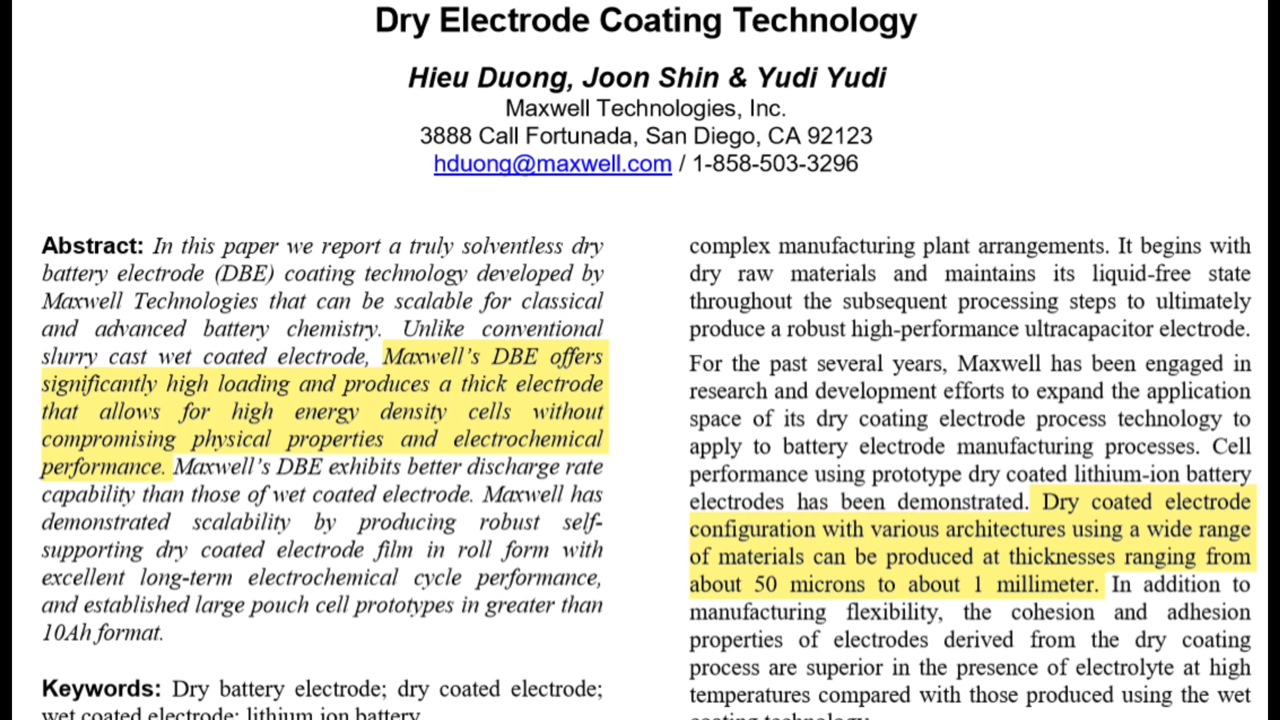 Dry Electrode Coating Technology
Hieu Duong, Joon Shin & Yudi Yudi
Maxwell Technologies, Inc.
3888 Call Fortunada, San Diego, CA 92123
hduong@maxwell.com / 1-858-503-3296
Abstract: In this paper we report a truly solventless dry
battery electrode (DBE) coating technology developed by
Maxwell Technologies that can be scalable for classical
and advanced battery chemistry. Unlike conventional
slurry cast wet coated electrode, Maxwell's DBE offers
significantly high loading and produces a thick electrode
that allows for high energy density cells without
compromising physical properties and electrochemical
performance. Maxwell's DBE exhibits better discharge rate
capability than those of wet coated electrode. Maxwell has
demonstrated scalability by producing robust self-
supporting dry coated electrode film in roll form with
excellent long-term electrochemical cycle performance,
and established large pouch cell prototypes in greater than
10Ah format.
Keywords: Dry battery electrode; dry coated electrode;
wet coated electrode; lithium ion battery
complex manufacturing plant arrangements. It begins with
dry raw materials and maintains its liquid-free state
throughout the subsequent processing steps to ultimately
produce a robust high-performance ultracapacitor electrode.
For the past several years, Maxwell has been engaged in
research and development efforts to expand the application
space of its dry coating electrode process technology to
apply to battery electrode manufacturing processes. Cell
performance using prototype dry coated lithium-ion battery
electrodes has been demonstrated. Dry coated electrode
configuration with various architectures using a wide range
of materials can be produced at thicknesses ranging from
about 50 microns to about 1 millimeter. In addition to
manufacturing flexibility, the cohesion and adhesion
properties of electrodes derived from the dry coating
process are superior in the presence of electrolyte at high
temperatures compared with those produced using the wet
coating technology.